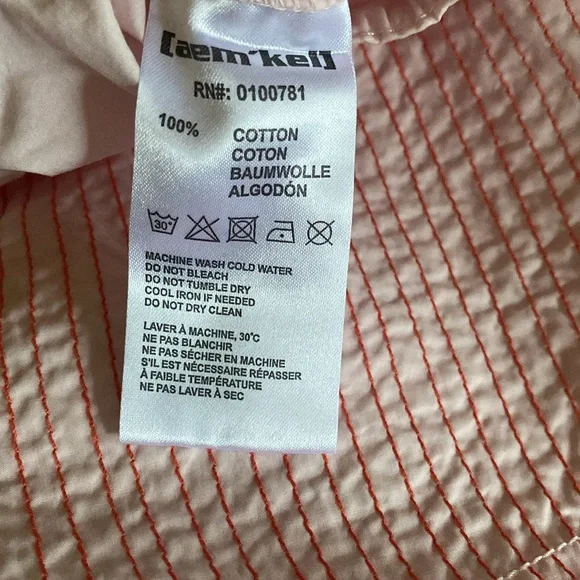 [aem'kei]
RN#: 0100781
100% COTTON
COTON
BAUMWOLLE
ALGODÓN
30°
MACHINE WASH COLD WATER
DO NOT BLEACH
DO NOT TUMBLE DRY
COOL IRON IF NEEDED
DO NOT DRY CLEAN
LAVER À MACHINE, 30°C
NE PAS BLANCHIR
NE PAS SÉCHER EN MACHINE
S'IL EST NÉCESSAIRE RÉPASSER
À FAIBLE TEMPÉRATURE
NE PAS LAVER À SEC